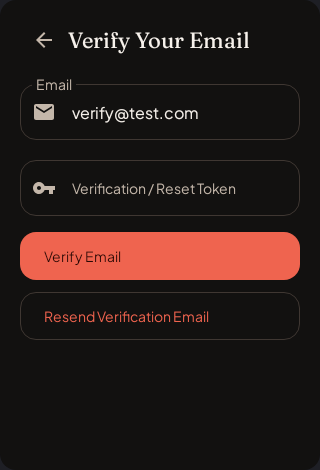 Verify Your Email
Email
verify@test.com
Verification / Reset Token
Verify Email
Resend Verification Email